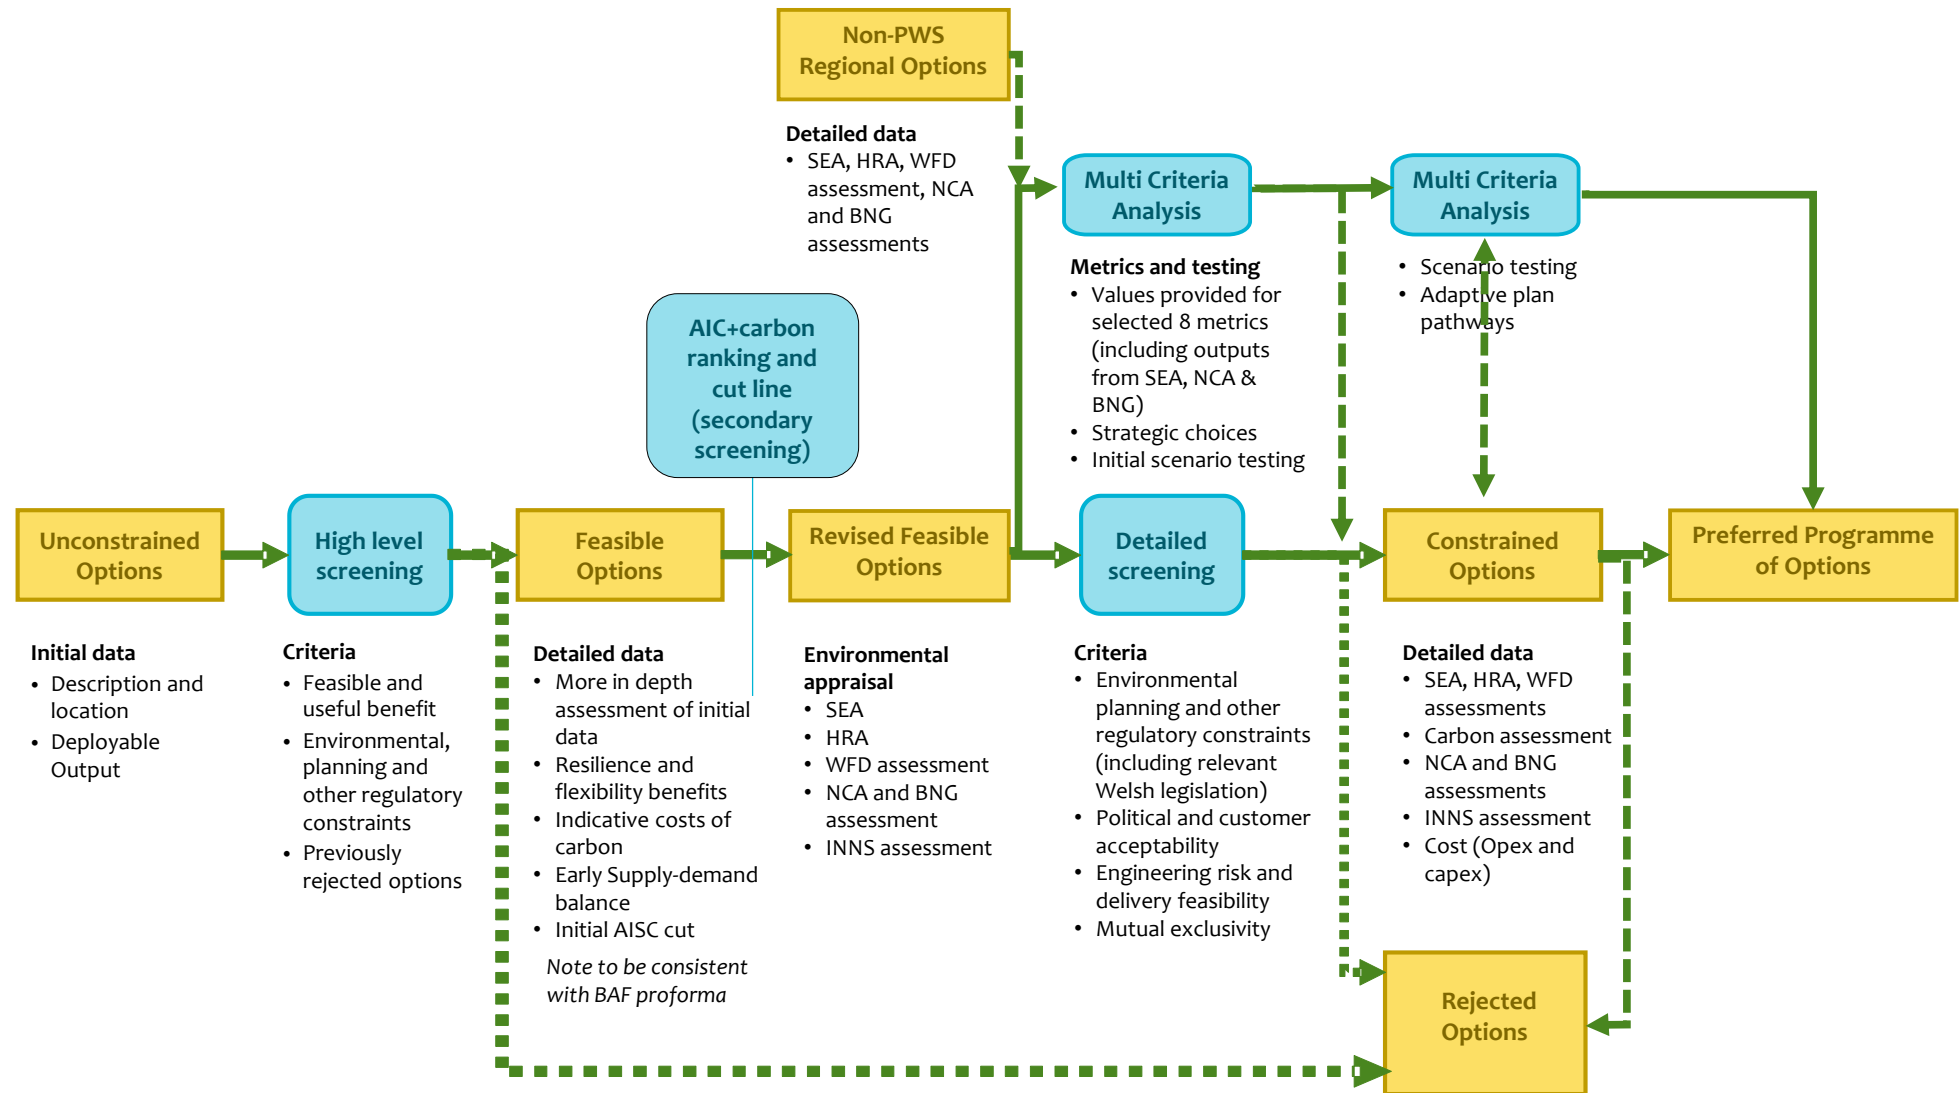 Non-PWS
Regional Options
Detailed data
• SEA, HRA, WFD
assessment, NCA
and BNG
assessments
Multi Criteria
Analysis
Metrics and testing
• Values provided for
selected 8 metrics
(including outputs
from SEA, NCA &
BNG)
• Strategic choices
• Initial scenario testing
Multi Criteria
Analysis
• Scenario testing
• Adaptive plan
pathways
AIC+carbon
ranking and
cut line
(secondary
screening)
Unconstrained
Options
Initial data
• Description and
location
• Deployable
Output
High level
screening
Criteria
• Feasible and
useful benefit
• Environmental,
planning and
other regulatory
constraints
• Previously
rejected options
Feasible
Options
Detailed data
• More in depth
assessment of initial
data
• Resilience and
flexibility benefits
• Indicative costs of
carbon
• Early Supply-demand
balance
• Initial AISC cut
Note to be consistent
with BAF proforma
Revised Feasible
Options
Environmental
appraisal
• SEA
• HRA
• WFD assessment
• NCA and BNG
assessment
• INNS assessment
Detailed
screening
Criteria
• Environmental
planning and other
regulatory constraints
(including relevant
Welsh legislation)
• Political and customer
acceptability
• Engineering risk and
delivery feasibility
• Mutual exclusivity
Constrained
Options
Detailed data
• SEA, HRA, WFD
assessments
• Carbon assessment
• NCA and BNG
assessments
• INNS assessment
• Cost (Opex and
capex)
Preferred Programme
of Options
Rejected
Options